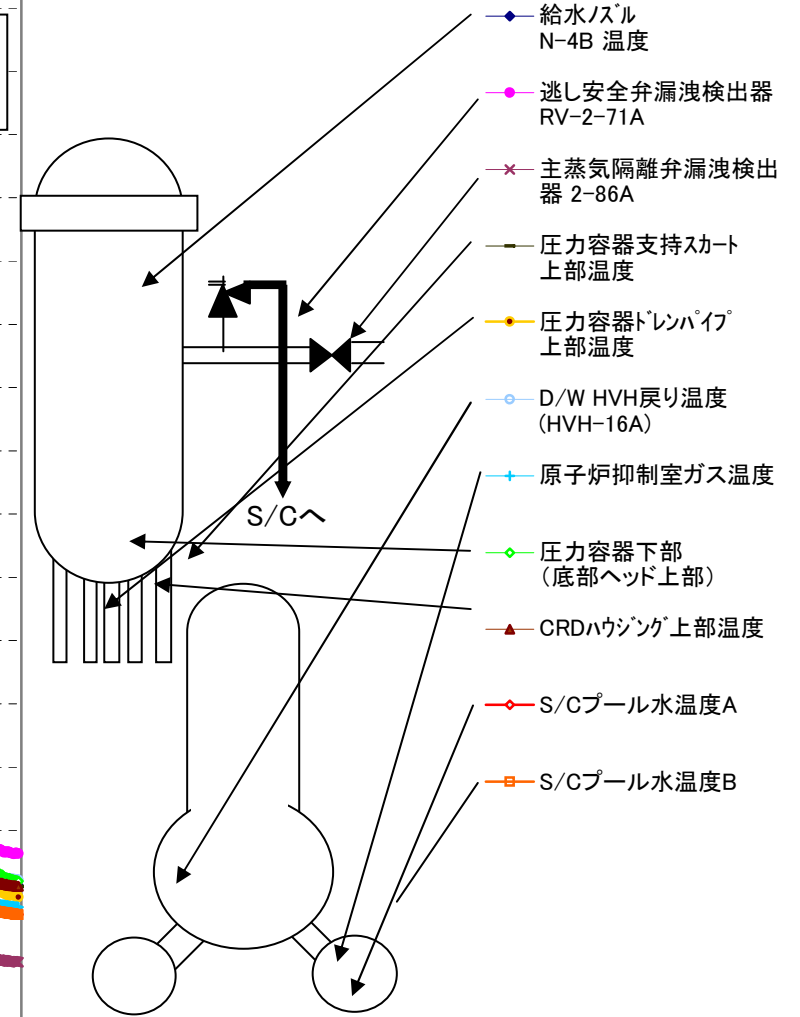 給水ﾉｽﾞﾙ
N-4B 温度
逃し安全弁漏洩検出器
RV-2-71A
主蒸気隔離弁漏洩検出
器 2-86A
圧力容器支持ｽｶｰﾄ
上部温度
圧力容器ﾄﾞﾚﾝﾊﾟｲﾌﾟ
上部温度
D/W HVH戻り温度
(HVH-16A)
原子炉抑制室ガス温度
S/Cへ
圧力容器下部
（底部ヘッド上部）
CRDﾊｳｼﾞﾝｸﾞ上部温度
S/Cプール水温度A
S/Cプール水温度B